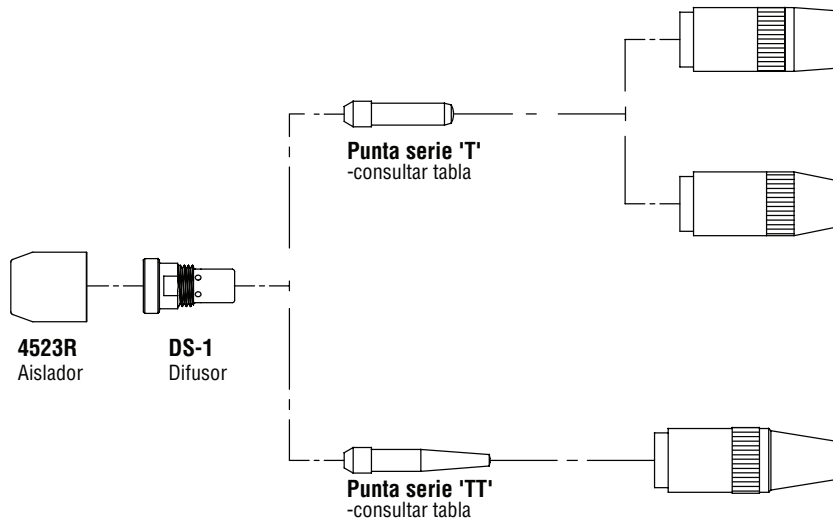 Punta serie 'T'
-consultar tabla
4523R
Aislador
DS-1
Difusor
Punta serie 'TT'
-consultar tabla